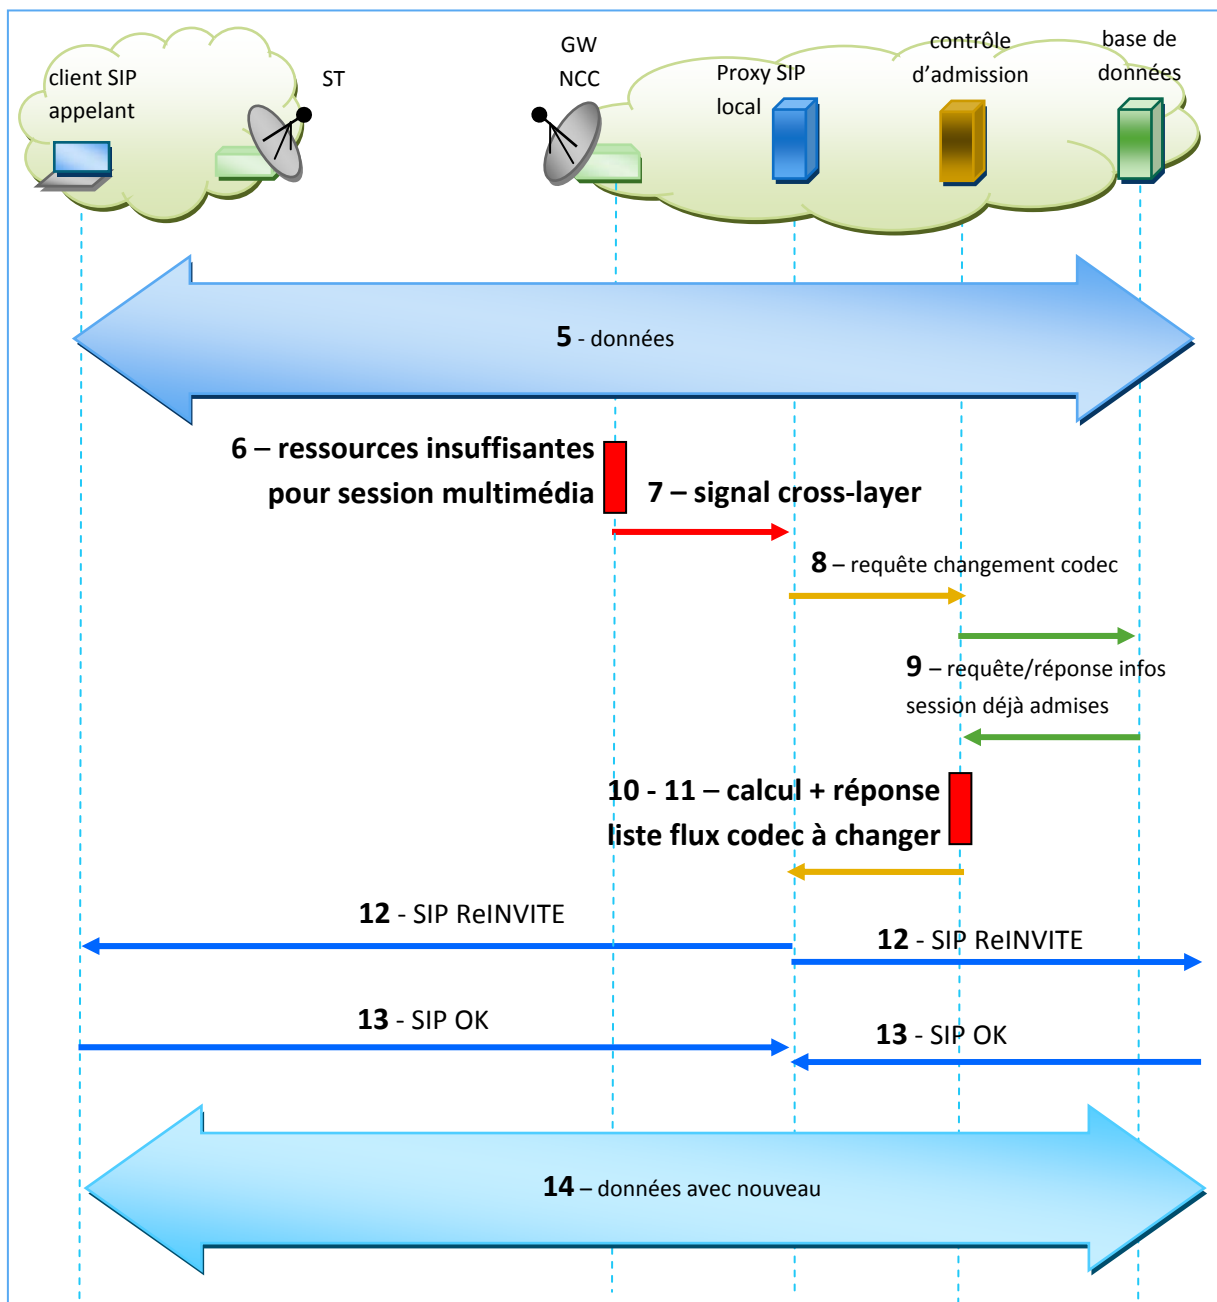 client SIP
appelant
ST
GW
NCC
Proxy SIP
local
contrôle
d'admission
base de
données
5 - données
6 – ressources insuffisantes
pour session multimédia
7 – signal cross-layer
8 – requête changement codec
9 – requête/réponse infos
session déjà admises
10 - 11 – calcul + réponse
liste flux codec à changer
12 - SIP ReINVITE
12 - SIP ReINVITE
13 - SIP OK
13 - SIP OK
14 – données avec nouveau